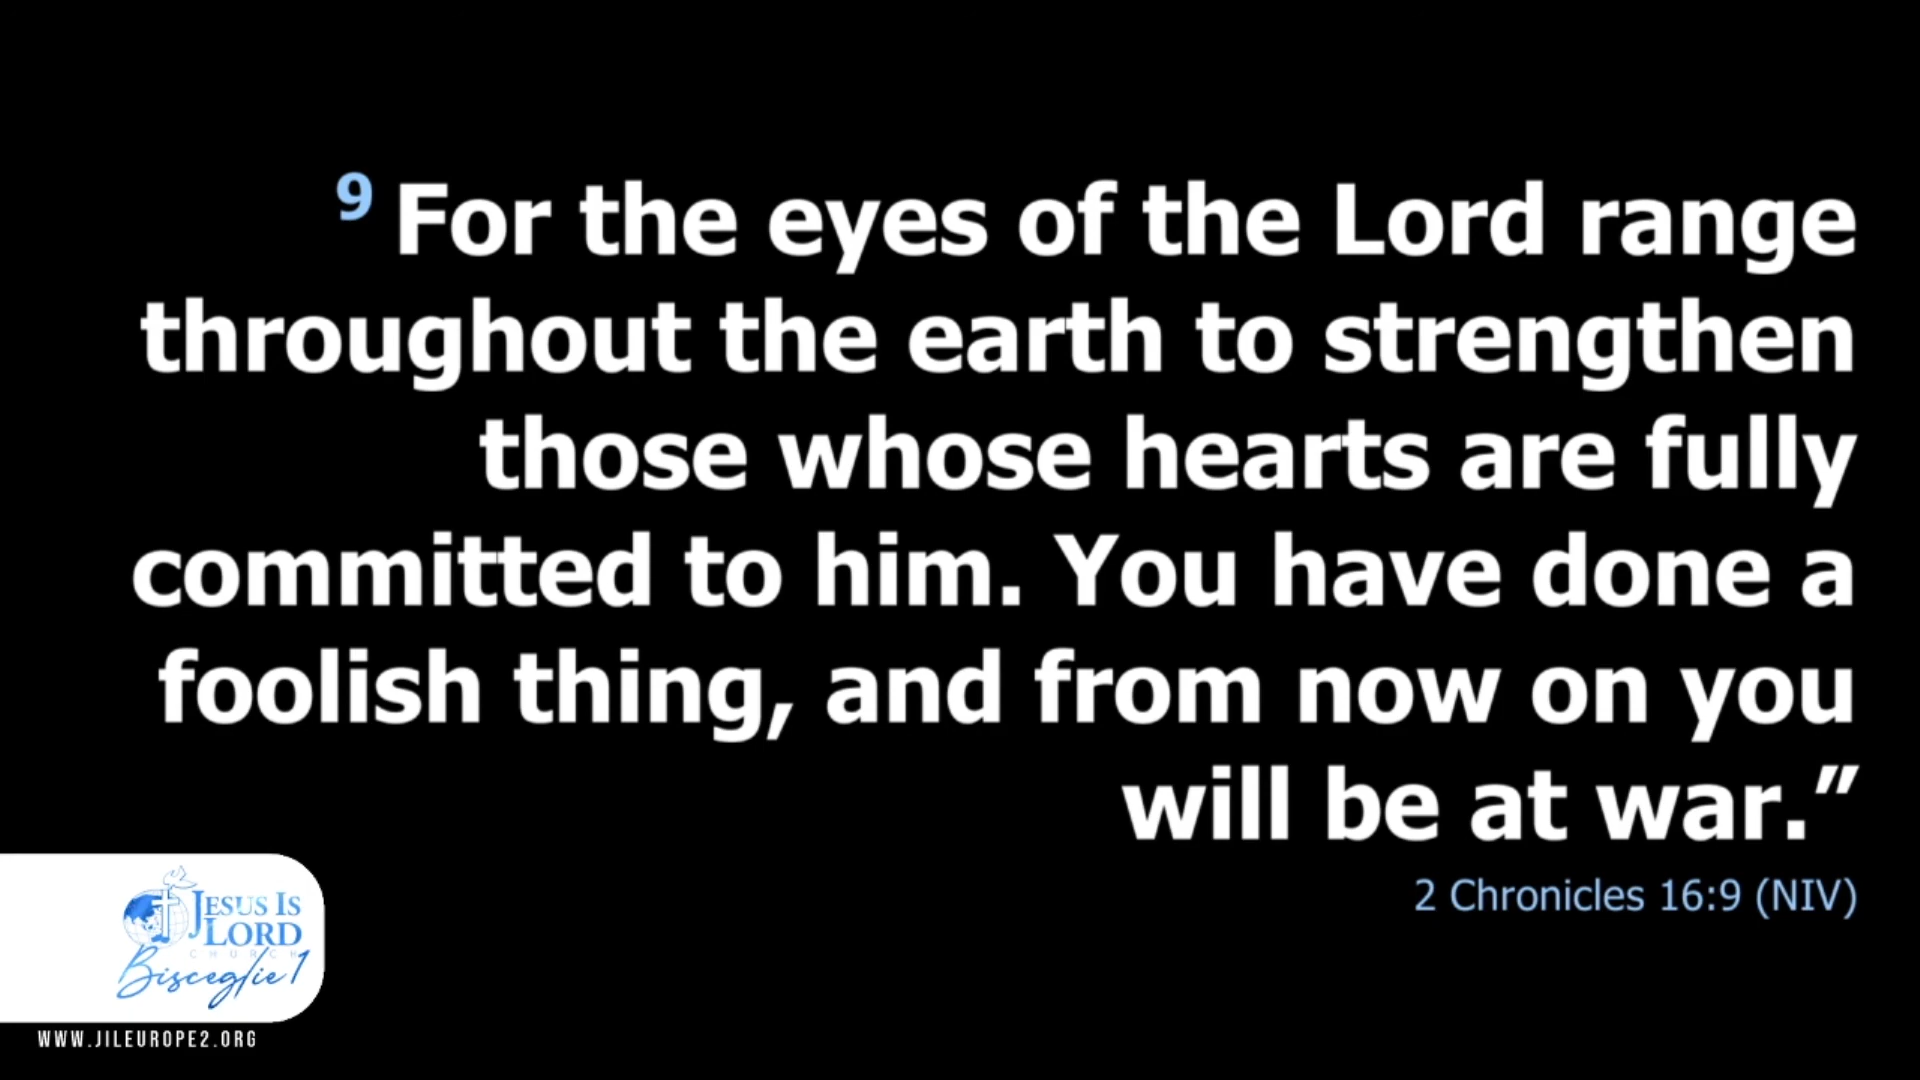 9 For the eyes of the Lord range
throughout the earth to strengthen
those whose hearts are fully
committed to him. You have done a
foolish thing, and from now on you
will be at war.”
2 Chronicles 16:9 (NIV)
JESUS IS
LORD
CHURCH
Bisceglie 1
WWW.JILEUROPE2.ORG